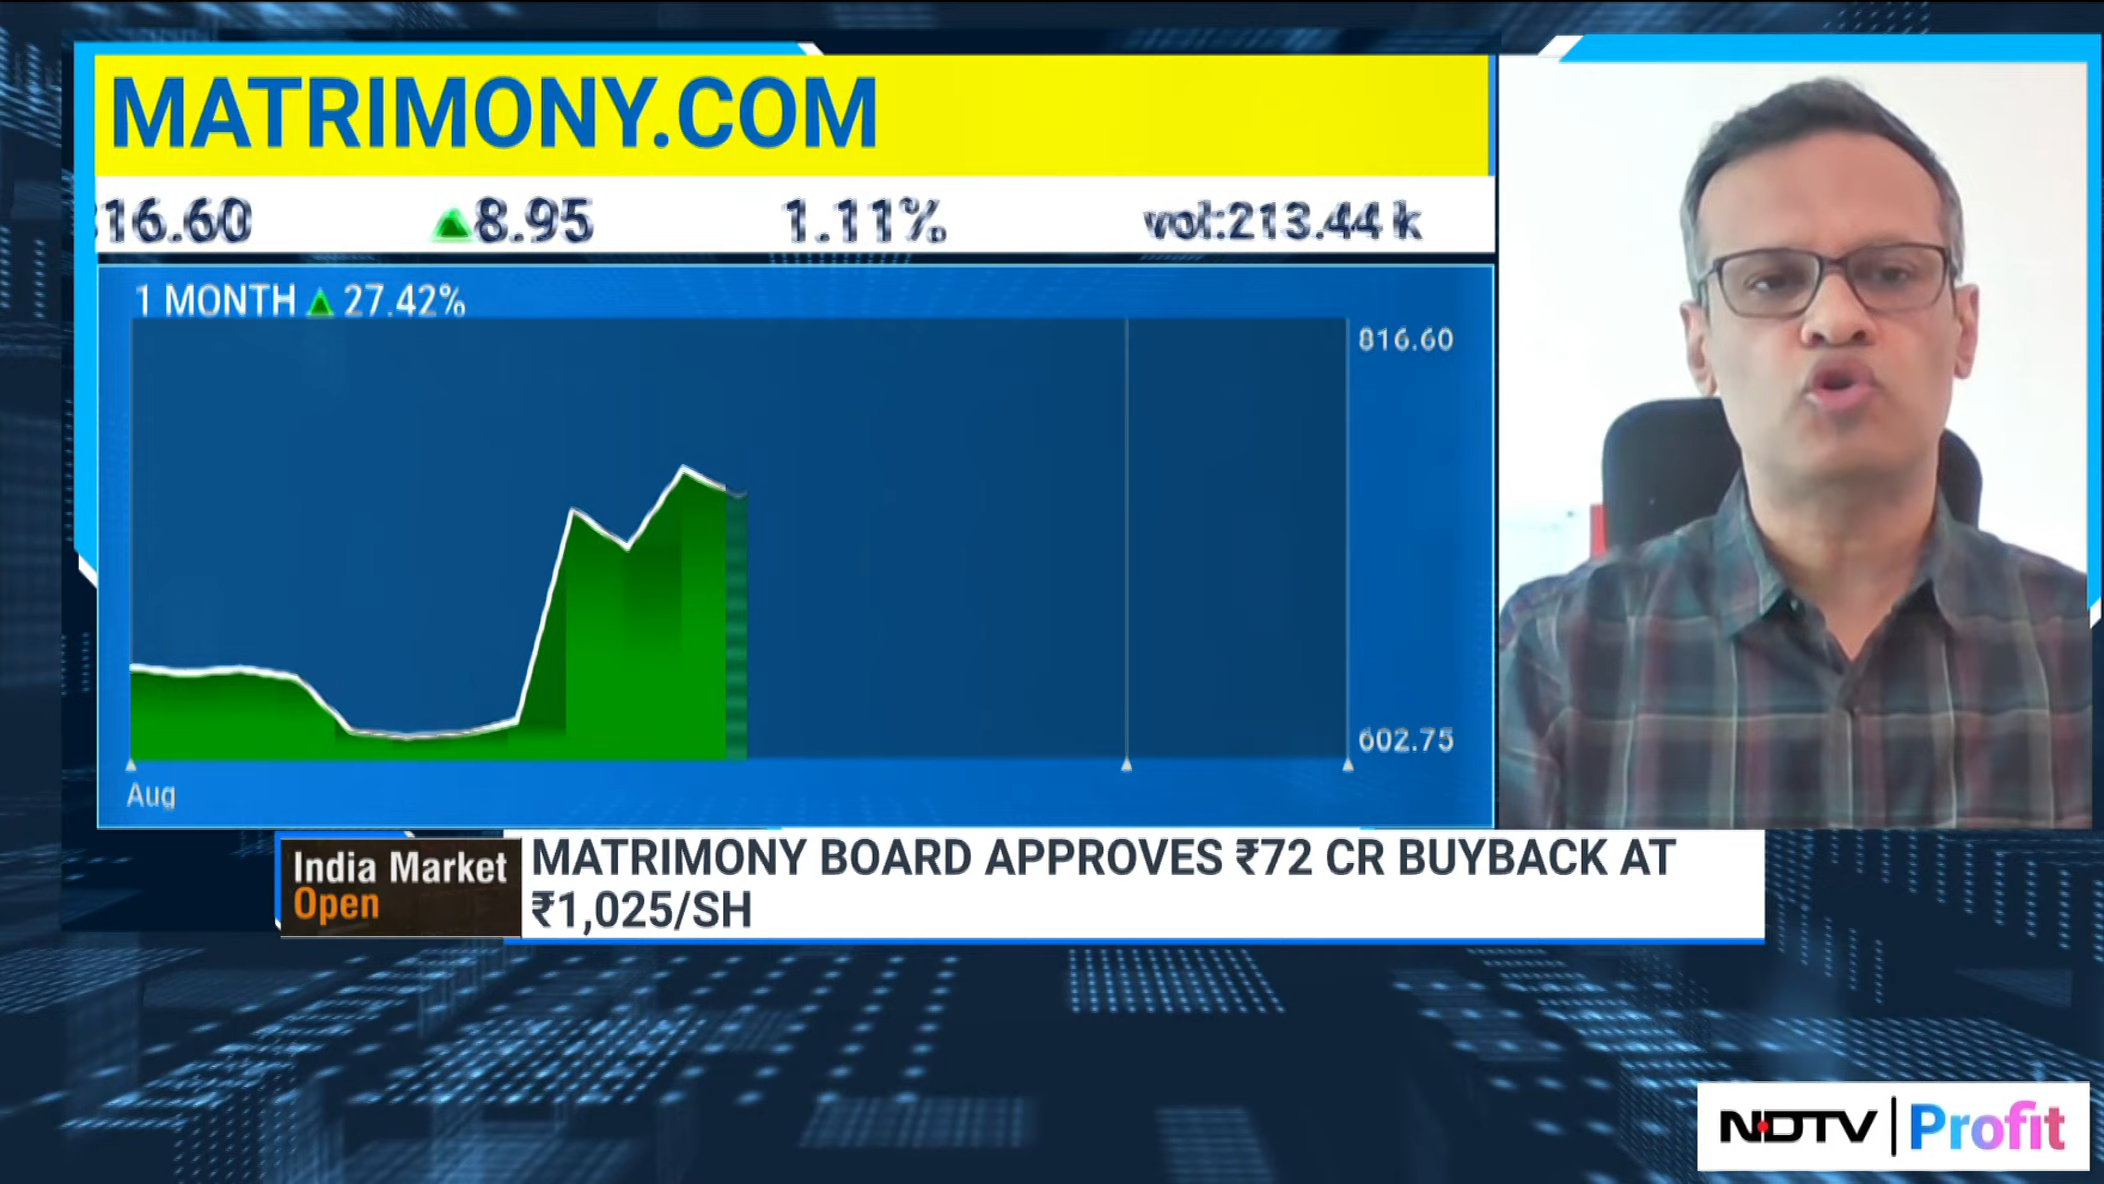 MATRIMONY.COM
816.60 ▲8.95 1.11% vol:213.44 k
1 MONTH ▲ 27.42%
816.60
602.75
Aug
India Market
Open
MATRIMONY BOARD APPROVES ₹72 CR BUYBACK AT
₹1,025/SH
NDTV | Profit